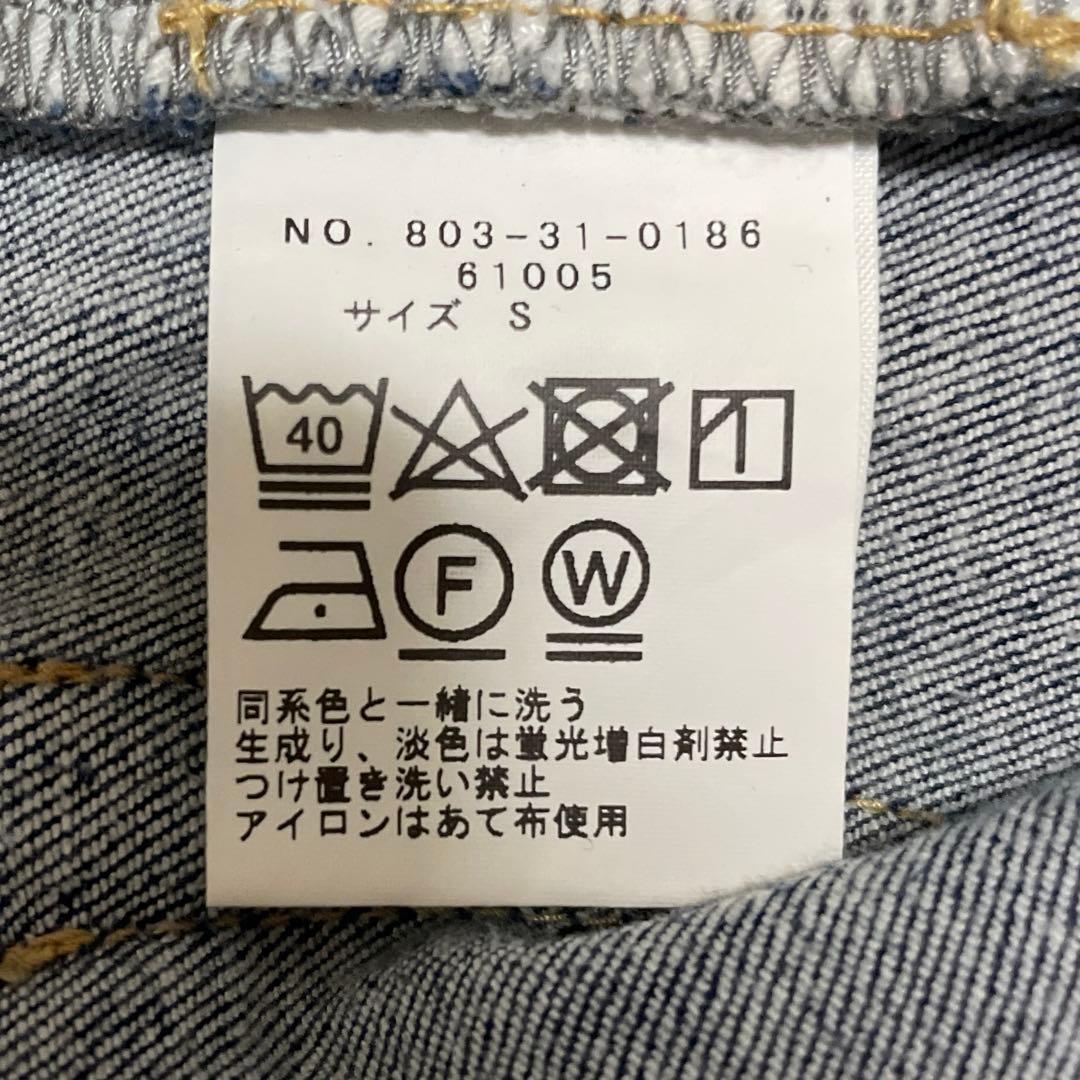 NO. 803-31-0186
61005
サイズ S
40
F W
同系色と一緒に洗う
生成り、淡色は蛍光増白剤禁止
つけ置き洗い禁止
アイロンはあて布使用